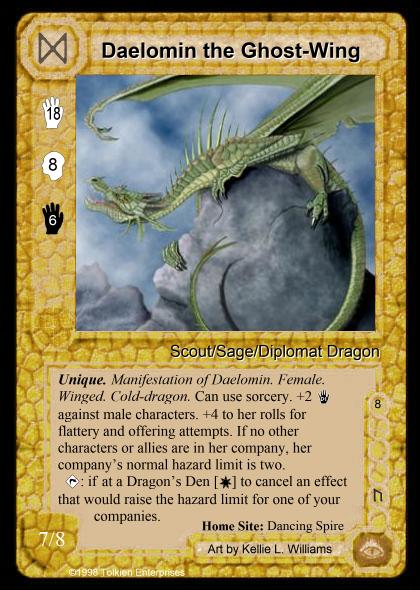 Daelomin the Ghost-Wing
18
8
6
Scout/Sage/Diplomat Dragon
Unique. Manifestation of Daelomin. Female.
Winged. Cold-dragon. Can use sorcery. +2
against male characters. +4 to her rolls for
flattery and offering attempts. If no other
characters or allies are in her company, her
company's normal hazard limit is two.
: if at a Dragon's Den [ ] to cancel an effect
that would raise the hazard limit for one of your
companies.
8
Home Site: Dancing Spire
7/8
Art by Kellie L. Williams
©1998 Tolkien Enterprises